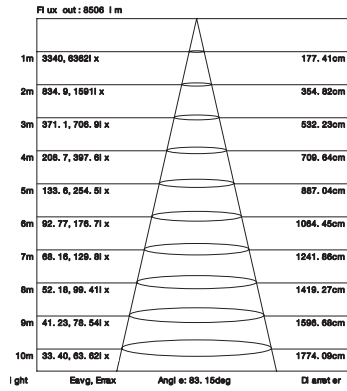 Flux out: 8506 lm
1m 3340, 6362lx 177.41cm
2m 834.9, 1591lx 354.82cm
3m 371.1, 706.9lx 532.23cm
4m 208.7, 397.6lx 709.64cm
5m 133.6, 254.5lx 887.04cm
6m 92.77, 176.7lx 1064.45cm
7m 68.16, 129.8lx 1241.86cm
8m 52.18, 99.41lx 1419.27cm
9m 41.23, 78.54lx 1596.68cm
10m 33.40, 63.62lx 1774.09cm
ight Eavg, Emax Angle: 83.15deg Diameter